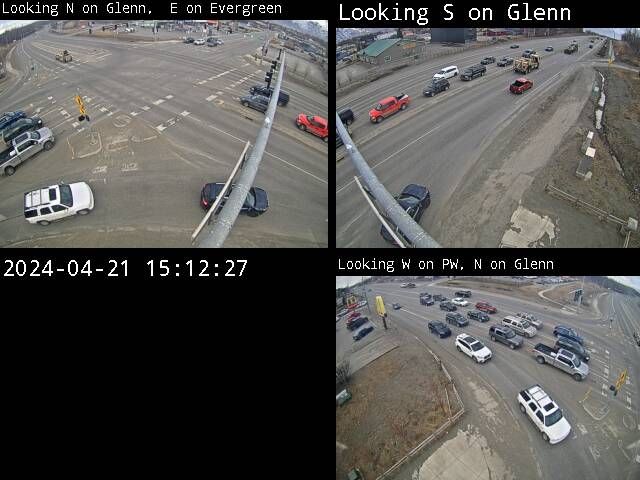 Looking N on Glenn,  E on Evergreen
Looking S on Glenn
2024-04-21 15:12:27
Looking W on PW, N on Glenn